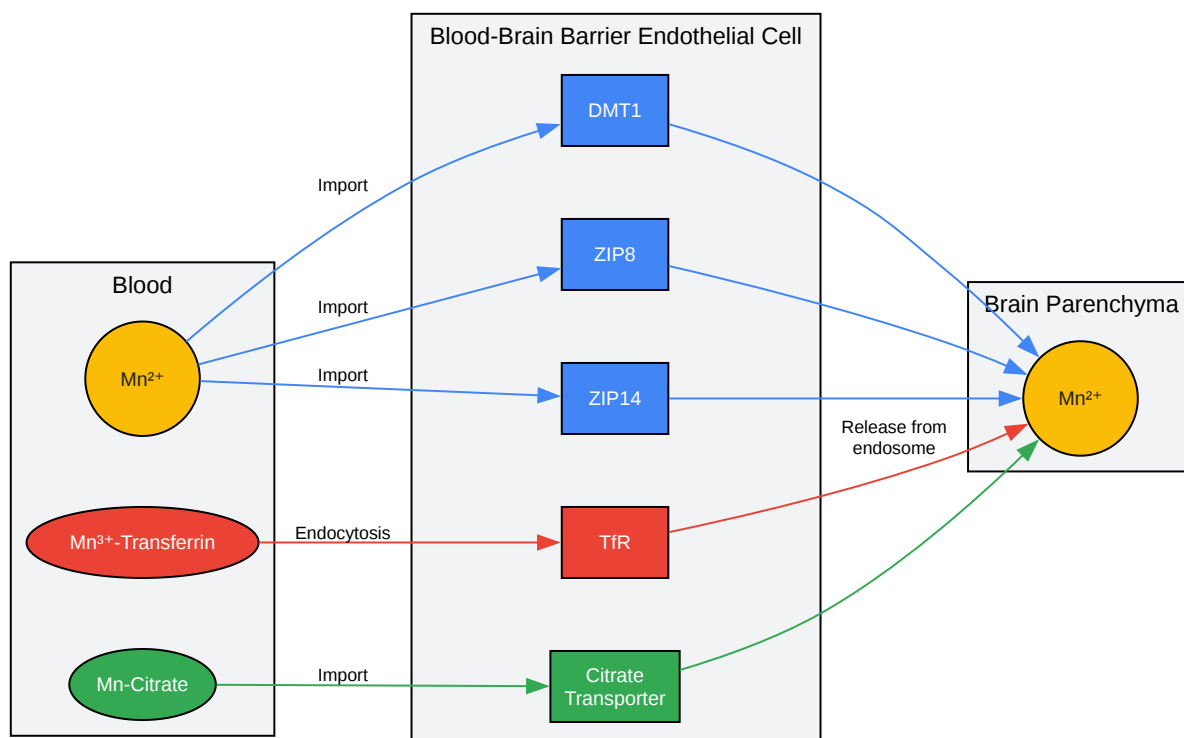 Blood-Brain Barrier Endothelial Cell
DMT1
Import
ZIP8
Blood
Import
Brain Parenchyma
Mn²⁺
Import
ZIP14
Mn²⁺
Release from
endosome
Mn³⁺-Transferrin
Endocytosis
TfR
Mn-Citrate
Import
Citrate
Transporter